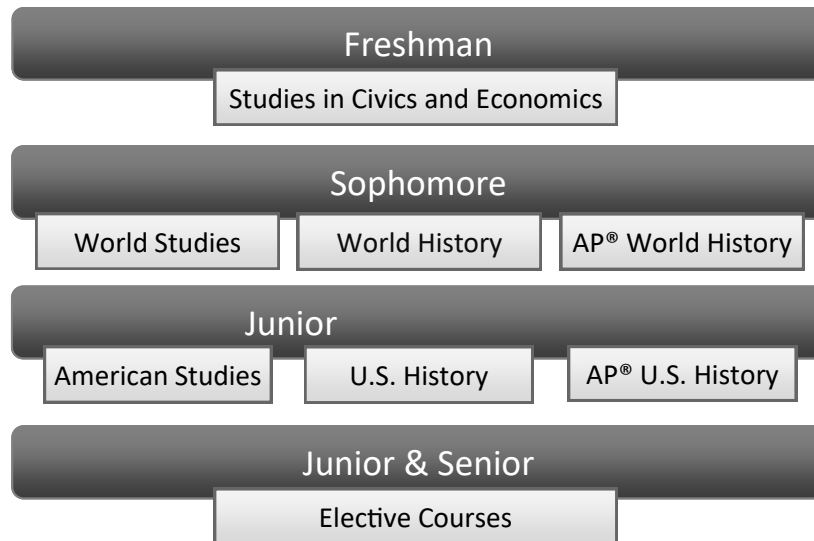 Freshman
Studies in Civics and Economics
Sophomore
World Studies
World History
AP® World History
Junior
American Studies
U.S. History
AP® U.S. History
Junior & Senior
Elective Courses